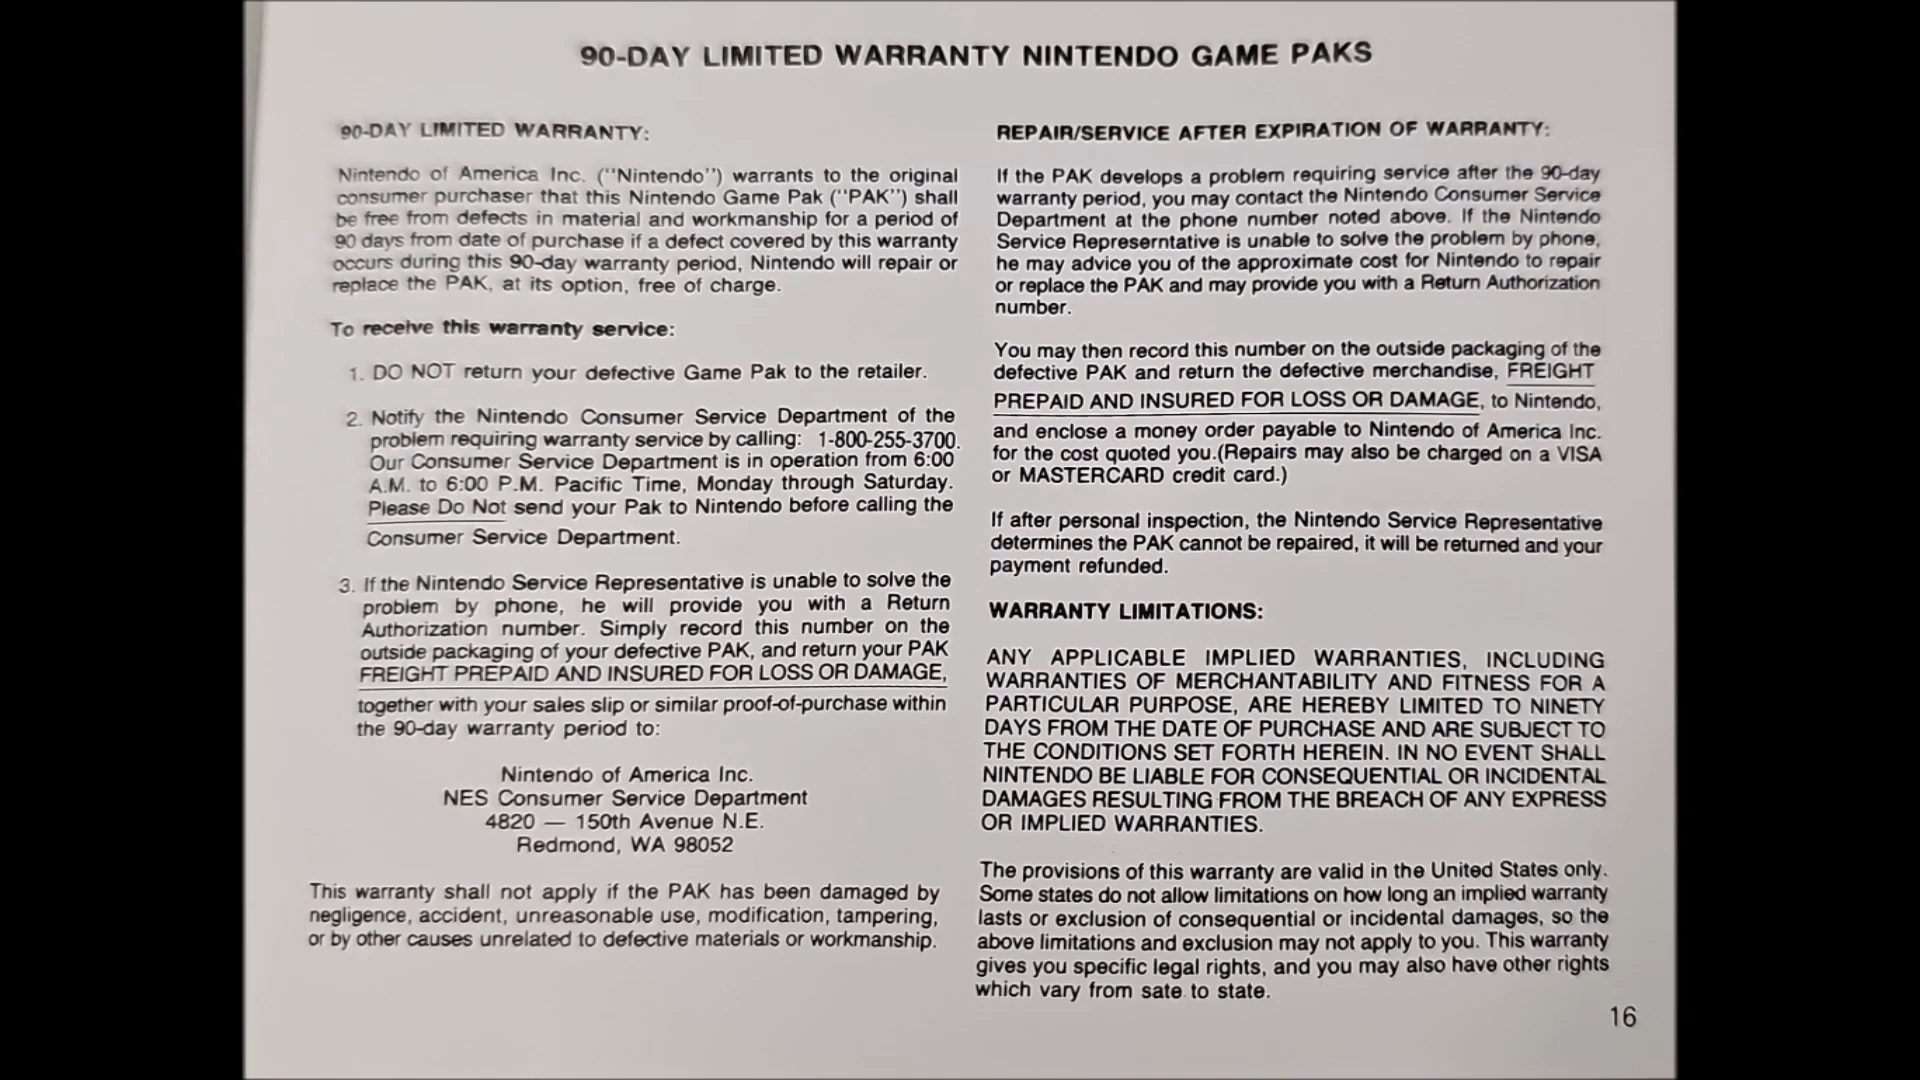 90-DAY LIMITED WARRANTY NINTENDO GAME PAKS
90-DAY LIMITED WARRANTY:
Nintendo of America Inc. (''Nintendo'') warrants to the original
consumer purchaser that this Nintendo Game Pak (''PAK'') shall
be free from defects in material and workmanship for a period of
90 days from date of purchase if a defect covered by this warranty
occurs during this 90-day warranty period, Nintendo will repair or
replace the PAK, at its option, free of charge.
To receive this warranty service:
1. DO NOT return your defective Game Pak to the retailer.
2. Notify the Nintendo Consumer Service Department of the
problem requiring warranty service by calling: 1-800-255-3700.
Our Consumer Service Department is in operation from 6:00
A.M. to 6:00 P.M. Pacific Time, Monday through Saturday.
Please Do Not send your Pak to Nintendo before calling the
Consumer Service Department.
3. If the Nintendo Service Representative is unable to solve the
problem by phone, he will provide you with a Return
Authorization number. Simply record this number on the
outside packaging of your defective PAK, and return your PAK
FREIGHT PREPAID AND INSURED FOR LOSS OR DAMAGE,
together with your sales slip or similar proof-of-purchase within
the 90-day warranty period to:
Nintendo of America Inc.
NES Consumer Service Department
4820 — 150th Avenue N.E.
Redmond, WA 98052
This warranty shall not apply if the PAK has been damaged by
negligence, accident, unreasonable use, modification, tampering,
or by other causes unrelated to defective materials or workmanship.
REPAIR/SERVICE AFTER EXPIRATION OF WARRANTY:
If the PAK develops a problem requiring service after the 90-day
warranty period, you may contact the Nintendo Consumer Service
Department at the phone number noted above. If the Nintendo
Service Represerntative is unable to solve the problem by phone,
he may advice you of the approximate cost for Nintendo to repair
or replace the PAK and may provide you with a Return Authorization
number.
You may then record this number on the outside packaging of the
defective PAK and return the defective merchandise, FREIGHT
PREPAID AND INSURED FOR LOSS OR DAMAGE, to Nintendo,
and enclose a money order payable to Nintendo of America Inc.
for the cost quoted you.(Repairs may also be charged on a VISA
or MASTERCARD credit card.)
If after personal inspection, the Nintendo Service Representative
determines the PAK cannot be repaired, it will be returned and your
payment refunded.
WARRANTY LIMITATIONS:
ANY APPLICABLE IMPLIED WARRANTIES, INCLUDING
WARRANTIES OF MERCHANTABILITY AND FITNESS FOR A
PARTICULAR PURPOSE, ARE HEREBY LIMITED TO NINETY
DAYS FROM THE DATE OF PURCHASE AND ARE SUBJECT TO
THE CONDITIONS SET FORTH HEREIN. IN NO EVENT SHALL
NINTENDO BE LIABLE FOR CONSEQUENTIAL OR INCIDENTAL
DAMAGES RESULTING FROM THE BREACH OF ANY EXPRESS
OR IMPLIED WARRANTIES.
The provisions of this warranty are valid in the United States only.
Some states do not allow limitations on how long an implied warranty
lasts or exclusion of consequential or incidental damages, so the
above limitations and exclusion may not apply to you. This warranty
gives you specific legal rights, and you may also have other rights
which vary from sate to state.
16